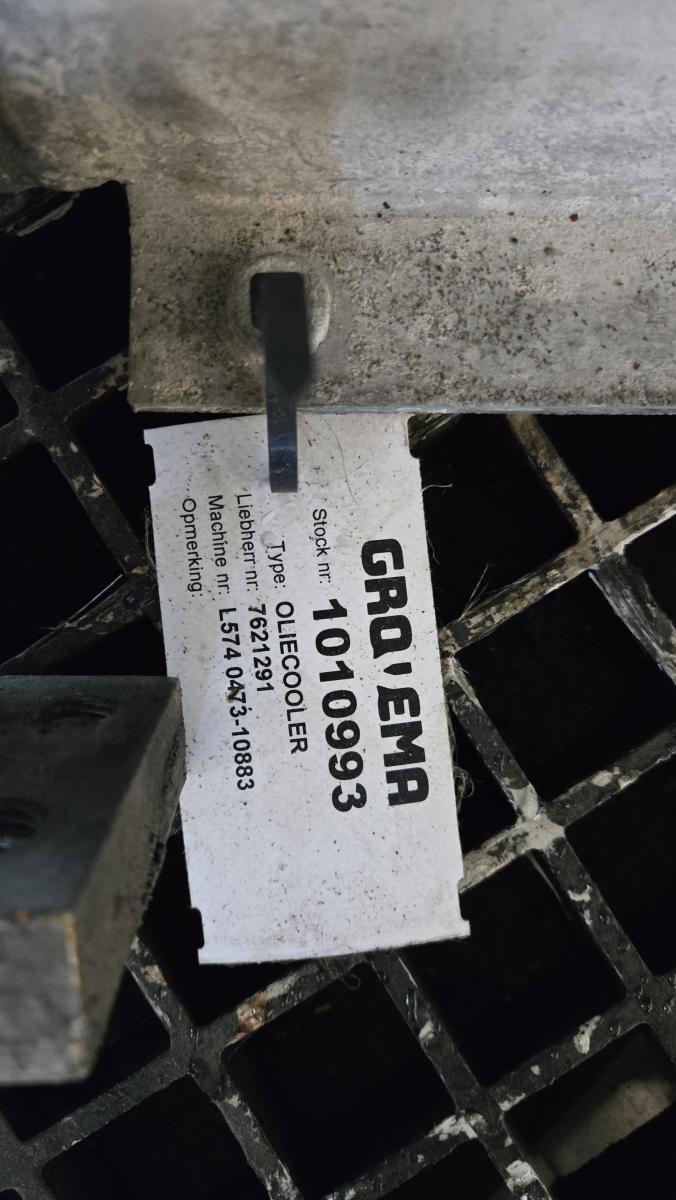 GRO'EMA
Stock nr: 1010993
Type: OLIECOOLER
Liebherr nr: 7621291
Machine nr: L574 0473-10883
Opmerking: